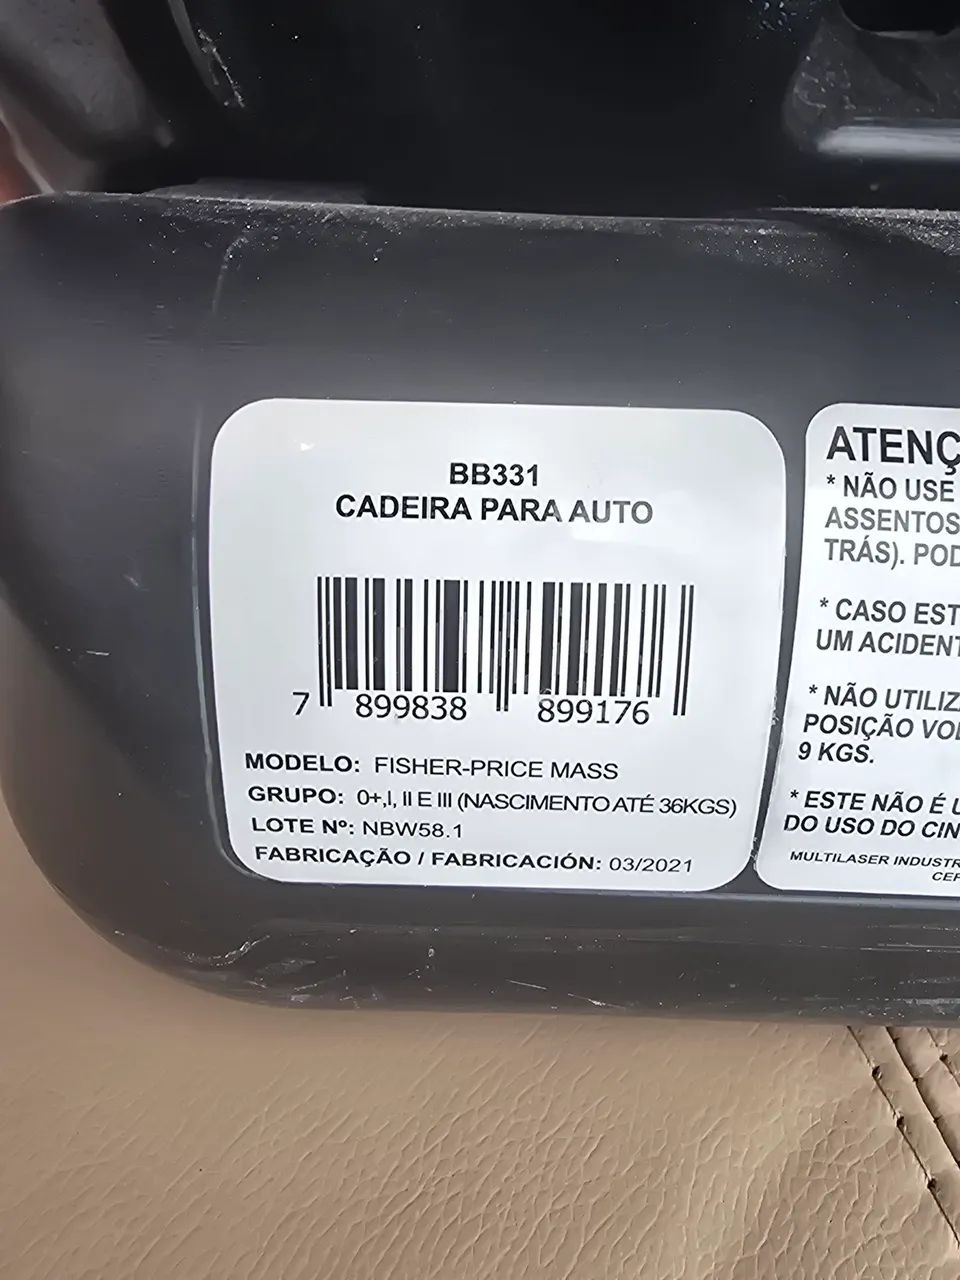 BB331
CADEIRA PARA AUTO
7 899838 899176
MODELO: FISHER-PRICE MASS
GRUPO: 0+,I, II E III (NASCIMENTO ATÉ 36KGS)
LOTE Nº: NBW58.1
FABRICAÇÃO / FABRICACIÓN: 03/2021
ATENÇ
* NÃO USE
ASSENTOS
TRÁS). POD
* CASO EST
UM ACIDENT
* NÃO UTILIZ
POSIÇÃO VOL
9 KGS.
* ESTE NÃO É U
DO USO DO CIN
MULTILASER INDUSTR
CEP